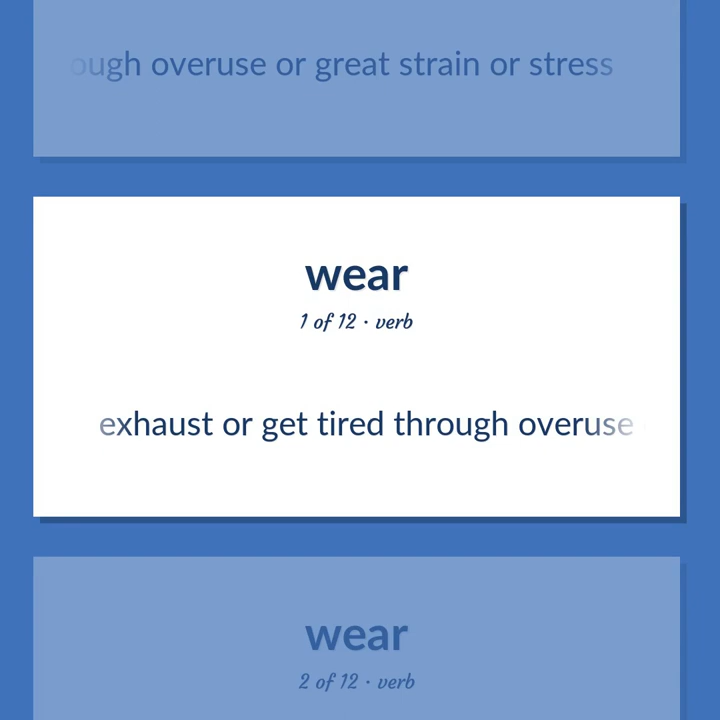 ough overuse or great strain or stress
wear
1 of 12 · verb
exhaust or get tired through overuse
wear
2 of 12 · verb